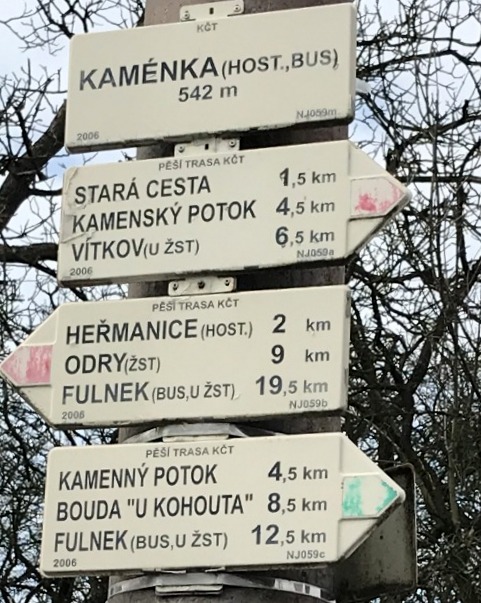 KČT
KAMÉNKA (HOST.,BUS)
542 m
2006 NJ059m
PĚŠÍ TRASA KČT
STARÁ CESTA 1,5 km
KAMENSKÝ POTOK 4,5 km
VÍTKOV (U ŽST) 6,5 km
2006 NJ059a
PĚŠÍ TRASA KČT
HEŘMANICE (HOST.) 2 km
ODRY (ŽST) 9 km
FULNEK (BUS,U ŽST) 19,5 km
2006 NJ059b
PĚŠÍ TRASA KČT
KAMENNÝ POTOK 4,5 km
BOUDA "U KOHOUTA" 8,5 km
FULNEK (BUS,U ŽST) 12,5 km
2006 NJ059c